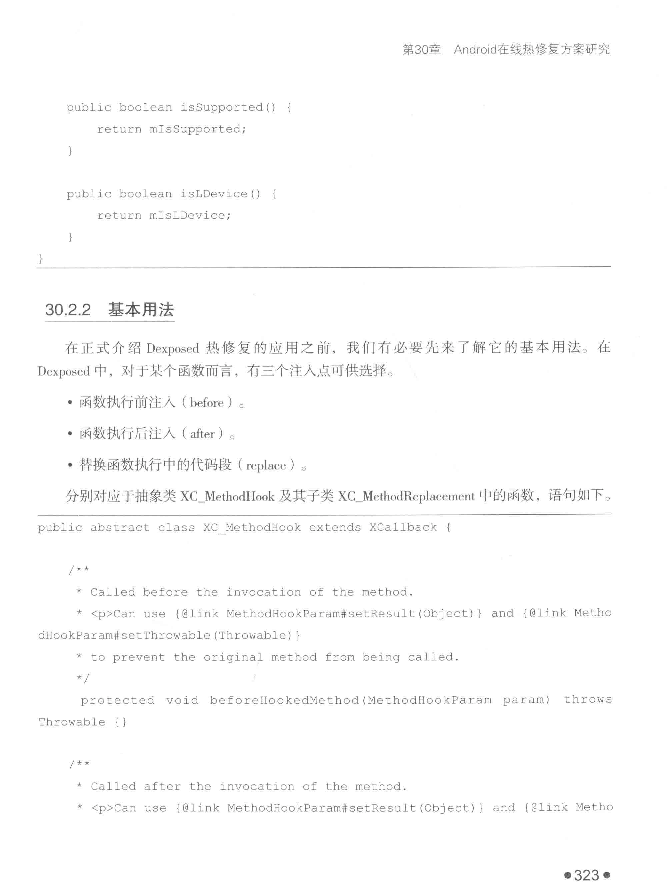 第30章 Android在线热修复方案研究
public boolean isSupported() {
return mIsSupported;
}
public boolean isLDevice() {
return mIsLDevice;
}
}
30.2.2 基本用法
在正式介绍 Dexposed 热修复的应用之前，我们有必要先来了解它的基本用法。在
Dexposed 中，对于某个函数而言，有三个注入点可供选择。
• 函数执行前注入（before）。
• 函数执行后注入（after）。
• 替换函数执行中的代码段（replace）。
分别对应于抽象类 XC_MethodHook 及其子类 XC_MethodReplacement 中的函数，语句如下。
public abstract class XC_MethodHook extends XCallback {
/**
* Called before the invocation of the method.
* <p>Can use {@link MethodHookParam#setResult(Object)} and {@link Metho
dHookParam#setThrowable(Throwable)}
* to prevent the original method from being called.
*/
protected void beforeHookedMethod(MethodHookParam param) throws
Throwable {}
/**
* Called after the invocation of the method.
* <p>Can use {@link MethodHookParam#setResult(Object)} and {@link Metho
•323•